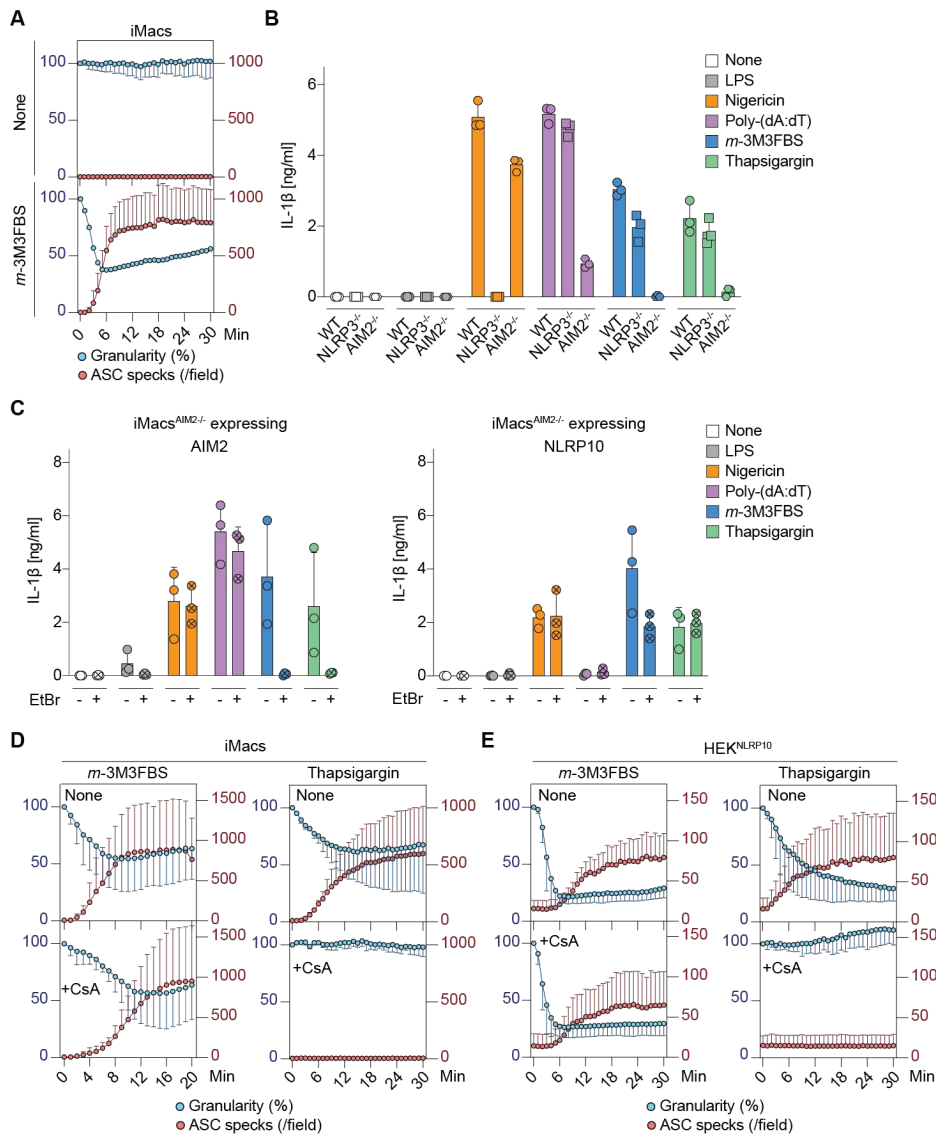 A
iMacs
None
100
50
0
1000
500
0
m-3M3FBS
100
50
0
1000
500
0
0 6 12 18 24 30 Min
Granularity (%)
ASC specks (/field)
B
IL-1β [ng/ml]
6
4
2
0
WT NLRP3-/- AIM2-/- WT NLRP3-/- AIM2-/- WT NLRP3-/- AIM2-/- WT NLRP3-/- AIM2-/- WT NLRP3-/- AIM2-/- WT NLRP3-/- AIM2-/-
None
LPS
Nigericin
Poly-(dA:dT)
m-3M3FBS
Thapsigargin
C
iMacsAIM2-/- expressing
AIM2
IL-1β [ng/ml]
8
6
4
2
0
EtBr - + - + - + - + - + - +
iMacsAIM2-/- expressing
NLRP10
IL-1β [ng/ml]
8
6
4
2
0
EtBr - + - + - + - + - + - +
None
LPS
Nigericin
Poly-(dA:dT)
m-3M3FBS
Thapsigargin
D
iMacs
m-3M3FBS
None
100
50
0
1500
1000
500
0
+CsA
100
50
0
1500
1000
500
0
0 4 8 12 16 20 Min
Thapsigargin
None
100
50
0
1000
500
0
+CsA
100
50
0
1000
500
0
0 6 12 18 24 30 Min
Granularity (%)
ASC specks (/field)
E
HEKNLRP10
m-3M3FBS
None
100
50
0
150
100
50
0
+CsA
100
50
0
150
100
50
0
0 6 12 18 24 30 Min
Thapsigargin
None
100
50
0
150
100
50
0
+CsA
100
50
0
150
100
50
0
0 6 12 18 24 30 Min
Granularity (%)
ASC specks (/field)